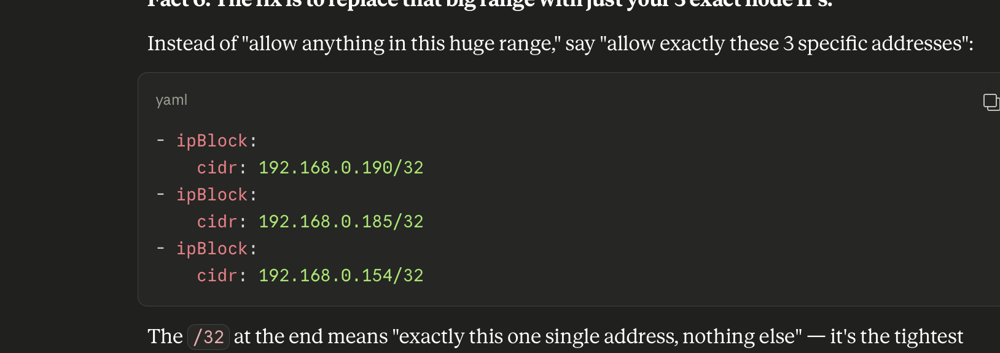 Fact 6: The fix is to replace that big range with just your 3 exact node IPs.
Instead of "allow anything in this huge range," say "allow exactly these 3 specific addresses":
yaml
- ipBlock:
cidr: 192.168.0.190/32
- ipBlock:
cidr: 192.168.0.185/32
- ipBlock:
cidr: 192.168.0.154/32
The /32 at the end means "exactly this one single address, nothing else" — it's the tightest